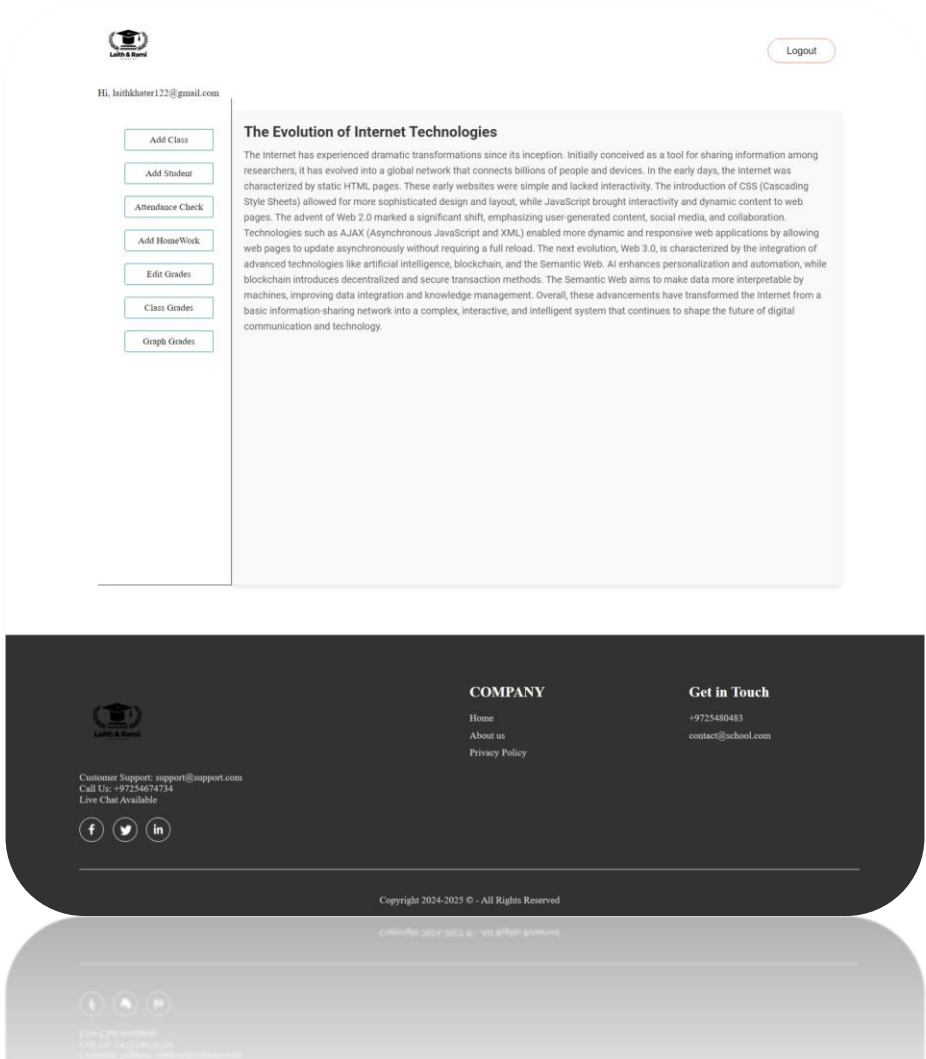 Laith & Rami
Logout
Hi, laithkhater122@gmail.com
Add Class
Add Student
Attendance Check
Add HomeWork
Edit Grades
Class Grades
Graph Grades
The Evolution of Internet Technologies
The Internet has experienced dramatic transformations since its inception. Initially conceived as a tool for sharing information among
researchers, it has evolved into a global network that connects billions of people and devices. In the early days, the Internet was
characterized by static HTML pages. These early websites were simple and lacked interactivity. The introduction of CSS (Cascading
Style Sheets) allowed for more sophisticated design and layout, while JavaScript brought interactivity and dynamic content to web
pages. The advent of Web 2.0 marked a significant shift, emphasizing user-generated content, social media, and collaboration.
Technologies such as AJAX (Asynchronous JavaScript and XML) enabled more dynamic and responsive web applications by allowing
web pages to update asynchronously without requiring a full reload. The next evolution, Web 3.0, is characterized by the integration of
advanced technologies like artificial intelligence, blockchain, and the Semantic Web. AI enhances personalization and automation, while
blockchain introduces decentralized and secure transaction methods. The Semantic Web aims to make data more interpretable by
machines, improving data integration and knowledge management. Overall, these advancements have transformed the Internet from a
basic information-sharing network into a complex, interactive, and intelligent system that continues to shape the future of digital
communication and technology.
Laith & Rami
Customer Support: support@support.com
Call Us: +97254674734
Live Chat Available
COMPANY
Home
About us
Privacy Policy
Get in Touch
+9725480483
contact@school.com
Copyright 2024-2025 © - All Rights Reserved